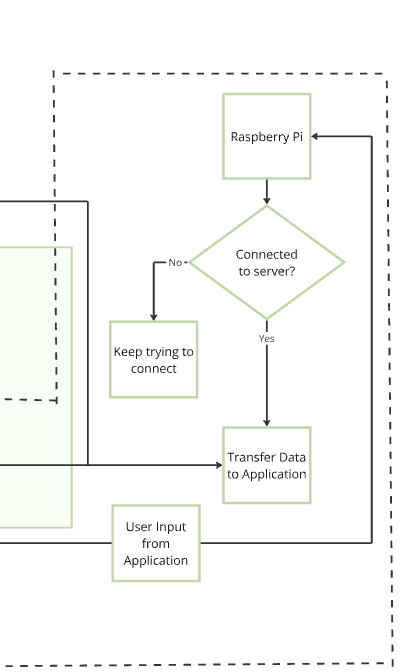 Raspberry Pi
Connected
to server?
No
Keep trying to
connect
Yes
Transfer Data
to Application
User Input
from
Application